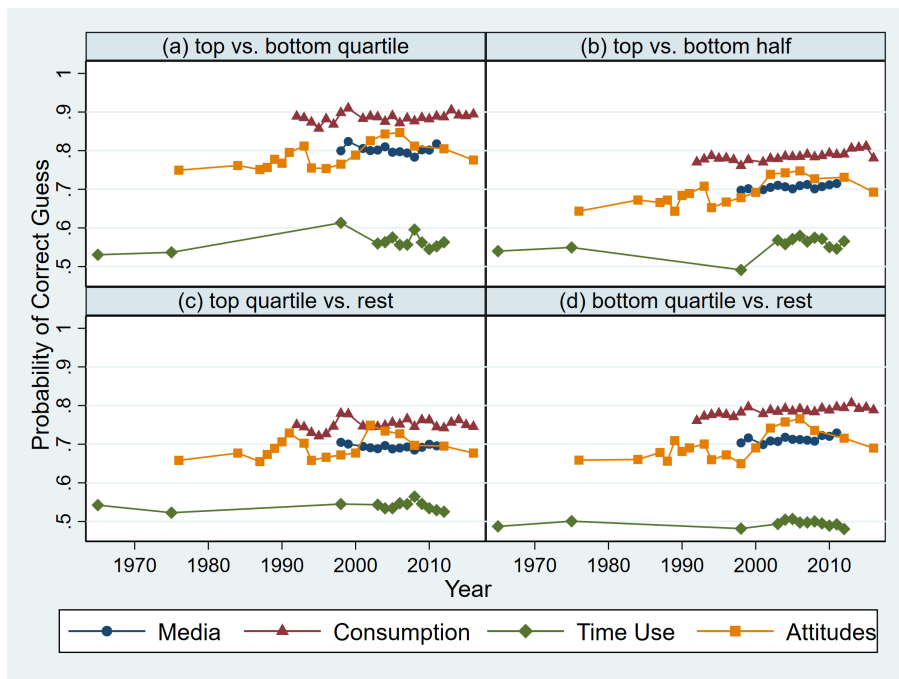 (a) top vs. bottom quartile
(b) top vs. bottom half
Probability of Correct Guess
1
.9
.8
.7
.6
.5
(c) top quartile vs. rest
(d) bottom quartile vs. rest
1
.9
.8
.7
.6
.5
1970 1980 1990 2000 2010 1970 1980 1990 2000 2010
Year
Media Consumption Time Use Attitudes